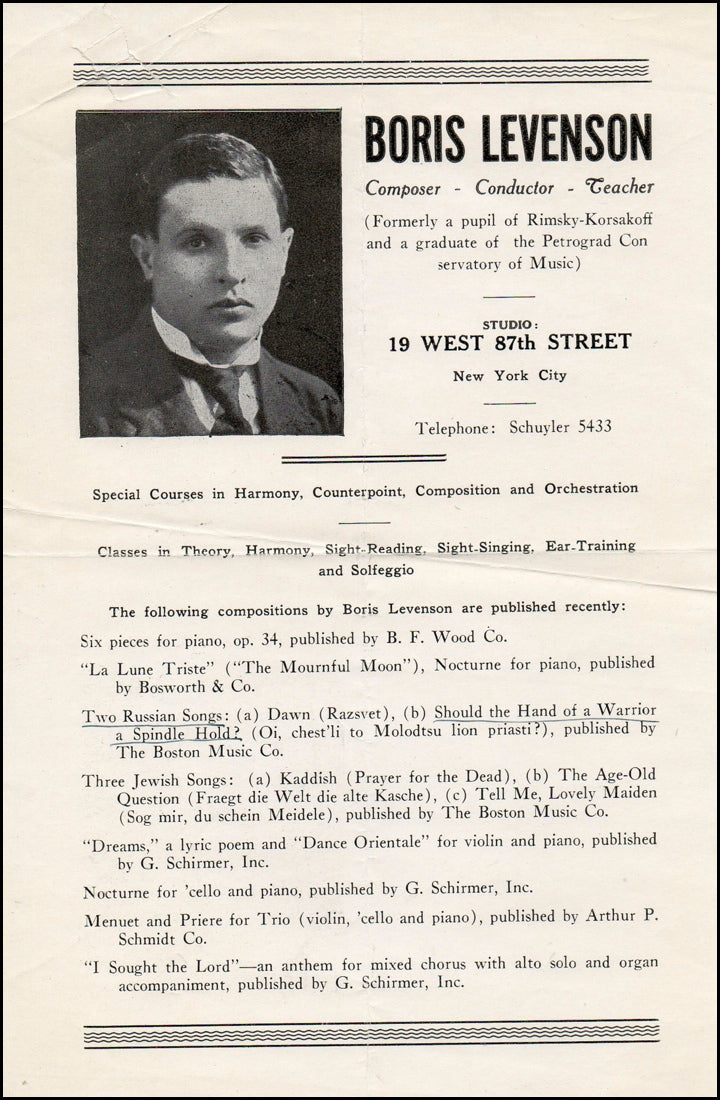 BORIS LEVENSON
Composer - Conductor - Teacher
(Formerly a pupil of Rimsky-Korsakoff
and a graduate of the Petrograd Con
servatory of Music)
STUDIO:
19 WEST 87th STREET
New York City
Telephone: Schuyler 5433
Special Courses in Harmony, Counterpoint, Composition and Orchestration
Classes in Theory, Harmony, Sight-Reading, Sight-Singing, Ear-Training
and Solfeggio
The following compositions by Boris Levenson are published recently:
Six pieces for piano, op. 34, published by B. F. Wood Co.
"La Lune Triste" ("The Mournful Moon"), Nocturne for piano, published
by Bosworth & Co.
Two Russian Songs: (a) Dawn (Razsvet), (b) Should the Hand of a Warrior
a Spindle Hold? (Oi, chest'li to Molodtsu lion priasti?), published by
The Boston Music Co.
Three Jewish Songs: (a) Kaddish (Prayer for the Dead), (b) The Age-Old
Question (Fraegt die Welt die alte Kasche), (c) Tell Me, Lovely Maiden
(Sog mir, du schein Meidele), published by The Boston Music Co.
"Dreams," a lyric poem and "Dance Orientale" for violin and piano, published
by G. Schirmer, Inc.
Nocturne for 'cello and piano, published by G. Schirmer, Inc.
Menuet and Priere for Trio (violin, 'cello and piano), published by Arthur P.
Schmidt Co.
"I Sought the Lord"—an anthem for mixed chorus with alto solo and organ
accompaniment, published by G. Schirmer, Inc.